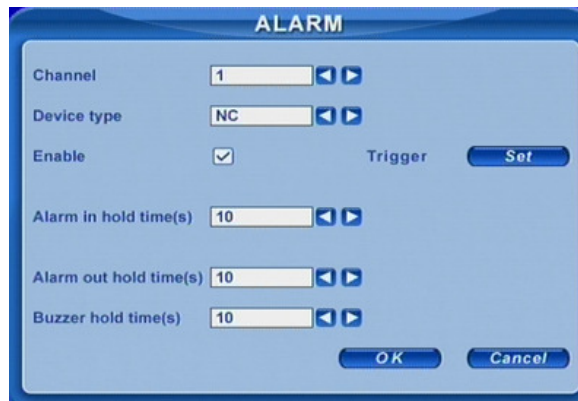 ALARM
Channel 1
Device type NC
Enable Trigger Set
Alarm in hold time(s) 10
Alarm out hold time(s) 10
Buzzer hold time(s) 10
OK Cancel